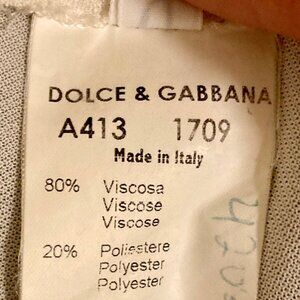 DOLCE & GABBANA
A413 1709
Made in Italy
80% Viscosa
Viscose
Viscose
20% Poliestere
Polyester
Polyester